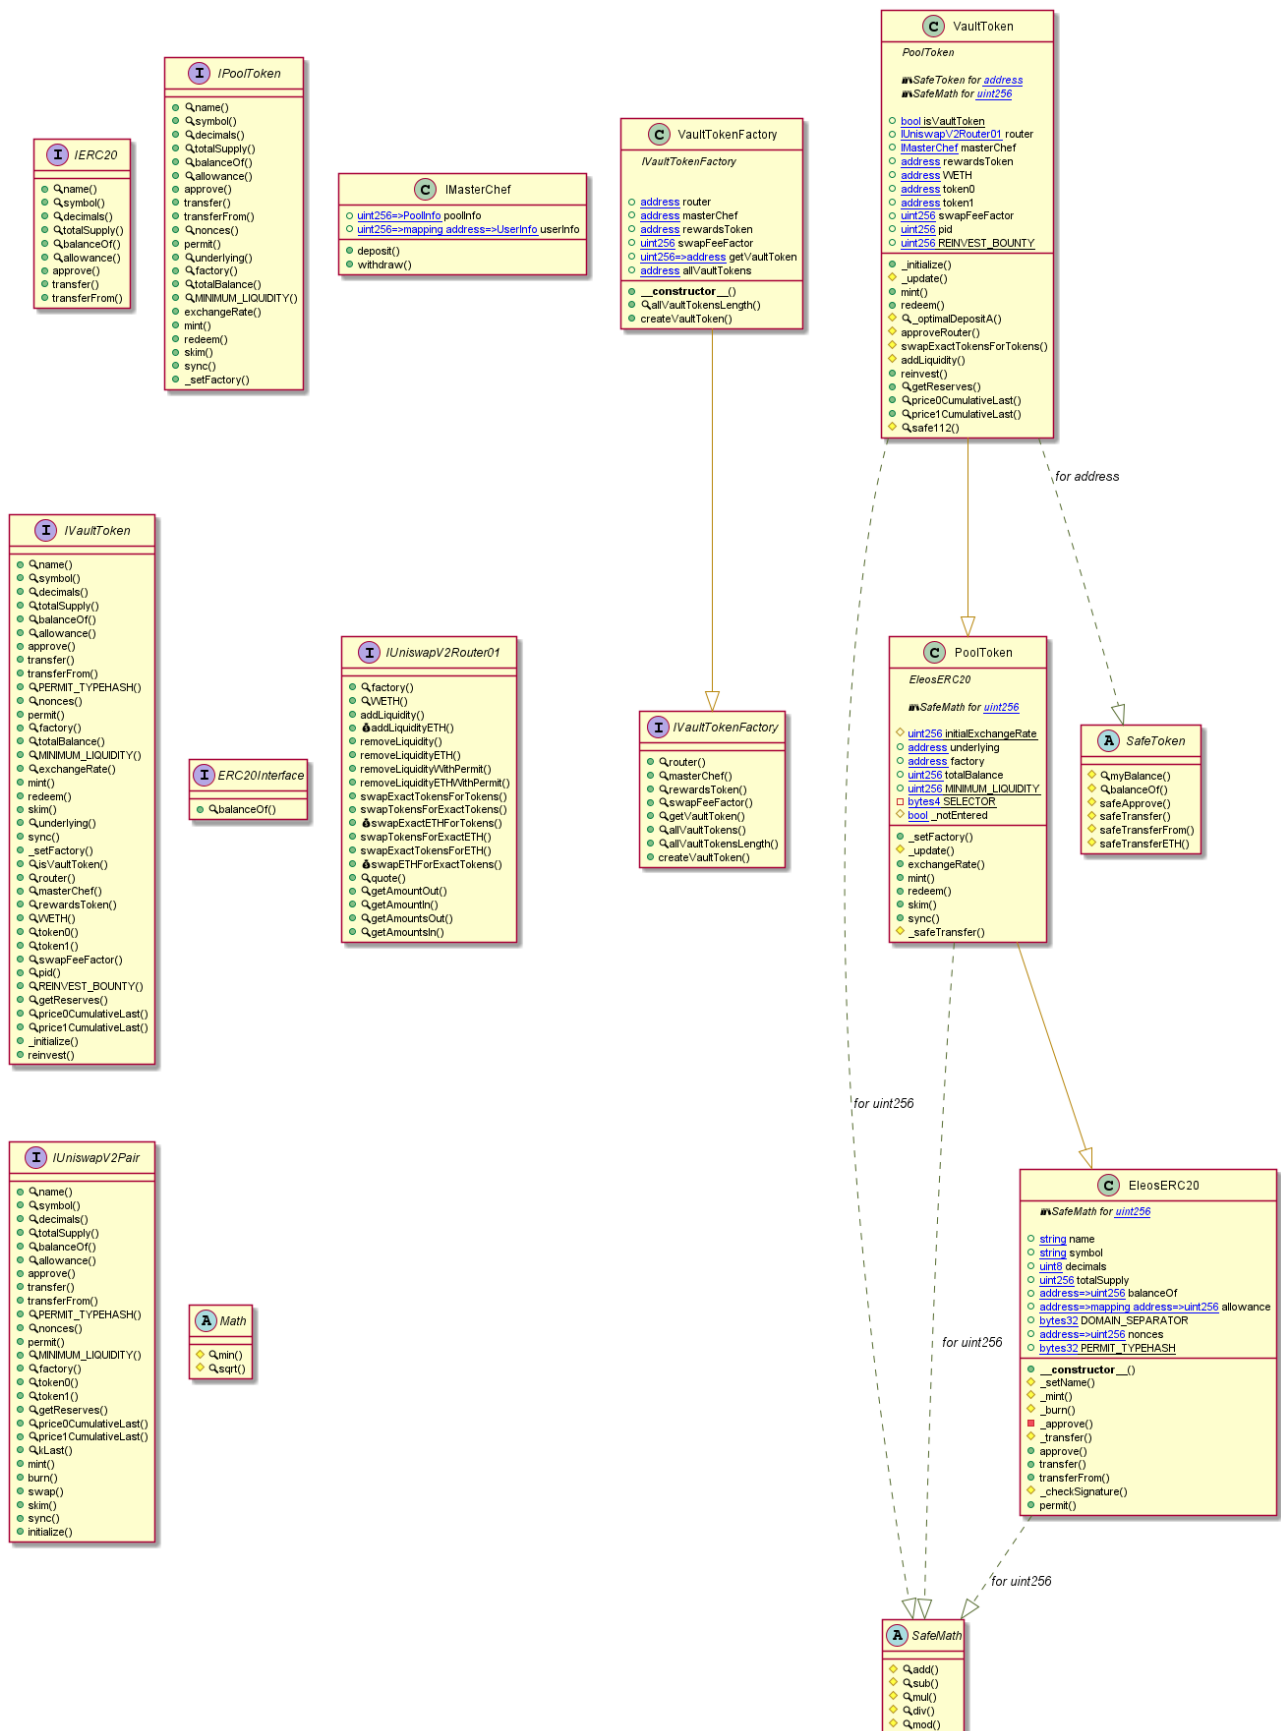 I IERC20
name()
symbol()
decimals()
totalSupply()
balanceOf()
allowance()
approve()
transfer()
transferFrom()
I IPoolToken
name()
symbol()
decimals()
totalSupply()
balanceOf()
allowance()
approve()
transfer()
transferFrom()
nonces()
permit()
underlying()
factory()
totalBalance()
MINIMUM_LIQUIDITY()
exchangeRate()
mint()
redeem()
skim()
sync()
_setFactory()
C IMasterChef
uint256=>PoolInfo poolInfo
uint256=>mapping address=>UserInfo userInfo
deposit()
withdraw()
C VaultTokenFactory
IVaultTokenFactory
address router
address masterChef
address rewardsToken
uint256 swapFeeFactor
uint256=>address getVaultToken
address allVaultTokens
__constructor__()
allVaultTokensLength()
createVaultToken()
C VaultToken
PoolToken
SafeToken for address
SafeMath for uint256
bool isVaultToken
IUniswapV2Router01 router
IMasterChef masterChef
address rewardsToken
address WETH
address token0
address token1
uint256 swapFeeFactor
uint256 pid
uint256 REINVEST_BOUNTY
_initialize()
_update()
mint()
redeem()
_optimalDepositA()
approveRouter()
swapExactTokensForTokens()
addLiquidity()
reinvest()
getReserves()
price0CumulativeLast()
price1CumulativeLast()
safe112()
for address
I IVaultToken
name()
symbol()
decimals()
totalSupply()
balanceOf()
allowance()
approve()
transfer()
transferFrom()
PERMIT_TYPEHASH()
nonces()
permit()
factory()
totalBalance()
MINIMUM_LIQUIDITY()
exchangeRate()
mint()
redeem()
skim()
underlying()
sync()
_setFactory()
isVaultToken()
router()
masterChef()
rewardsToken()
WETH()
token0()
token1()
swapFeeFactor()
pid()
REINVEST_BOUNTY()
getReserves()
price0CumulativeLast()
price1CumulativeLast()
_initialize()
reinvest()
I ERC20Interface
balanceOf()
I IUniswapV2Router01
factory()
WETH()
addLiquidity()
addLiquidityETH()
removeLiquidity()
removeLiquidityETH()
removeLiquidityWithPermit()
removeLiquidityETHWithPermit()
swapExactTokensForTokens()
swapTokensForExactTokens()
swapExactETHForTokens()
swapTokensForExactETH()
swapExactTokensForETH()
swapETHForExactTokens()
quote()
getAmountOut()
getAmountIn()
getAmountsOut()
getAmountsIn()
I IVaultTokenFactory
router()
masterChef()
rewardsToken()
swapFeeFactor()
getVaultToken()
allVaultTokens()
allVaultTokensLength()
createVaultToken()
C PoolToken
EleosERC20
SafeMath for uint256
uint256 initialExchangeRate
address underlying
address factory
uint256 totalBalance
uint256 MINIMUM_LIQUIDITY
bytes4 SELECTOR
bool _notEntered
_setFactory()
_update()
exchangeRate()
mint()
redeem()
skim()
sync()
_safeTransfer()
A SafeToken
myBalance()
balanceOf()
safeApprove()
safeTransfer()
safeTransferFrom()
safeTransferETH()
for uint256
I IUniswapV2Pair
name()
symbol()
decimals()
totalSupply()
balanceOf()
allowance()
approve()
transfer()
transferFrom()
PERMIT_TYPEHASH()
nonces()
permit()
MINIMUM_LIQUIDITY()
factory()
token0()
token1()
getReserves()
price0CumulativeLast()
price1CumulativeLast()
kLast()
mint()
burn()
swap()
skim()
sync()
initialize()
A Math
min()
sqrt()
for uint256
C EleosERC20
SafeMath for uint256
string name
string symbol
uint8 decimals
uint256 totalSupply
address=>uint256 balanceOf
address=>mapping address=>uint256 allowance
bytes32 DOMAIN_SEPARATOR
address=>uint256 nonces
bytes32 PERMIT_TYPEHASH
__constructor__()
_setName()
_mint()
_burn()
_approve()
_transfer()
approve()
transfer()
transferFrom()
_checkSignature()
permit()
for uint256
A SafeMath
add()
sub()
mul()
div()
mod()